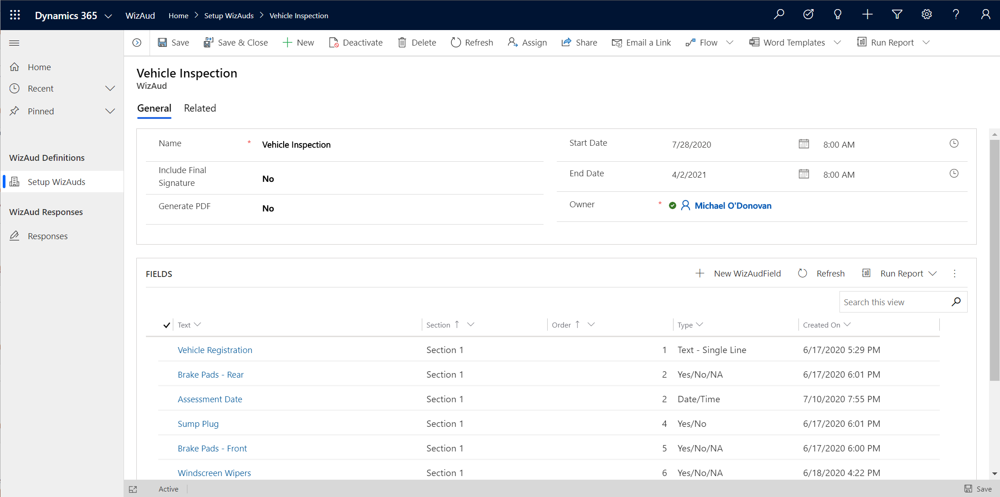 Dynamics 365 WizAud Home Setup WizAuds Vehicle Inspection
Save Save & Close New Deactivate Delete Refresh Assign Share Email a Link Flow Word Templates Run Report
Home
Recent
Pinned
WizAud Definitions
Setup WizAuds
WizAud Responses
Responses
Vehicle Inspection
WizAud
General Related
Name * Vehicle Inspection
Include Final
Signature
No
Generate PDF No
Start Date 7/28/2020 8:00 AM
End Date 4/2/2021 8:00 AM
Owner * Michael O'Donovan
FIELDS New WizAudField Refresh Run Report
Search this view
Text Section Order Type Created On
Vehicle Registration Section 1 1 Text - Single Line 6/17/2020 5:29 PM
Brake Pads - Rear Section 1 2 Yes/No/NA 6/17/2020 6:01 PM
Assessment Date Section 1 2 Date/Time 7/10/2020 7:55 PM
Sump Plug Section 1 4 Yes/No 6/17/2020 6:01 PM
Brake Pads - Front Section 1 5 Yes/No/NA 6/17/2020 6:00 PM
Windscreen Wipers Section 1 6 Yes/No/NA 6/18/2020 4:22 PM
Active Save